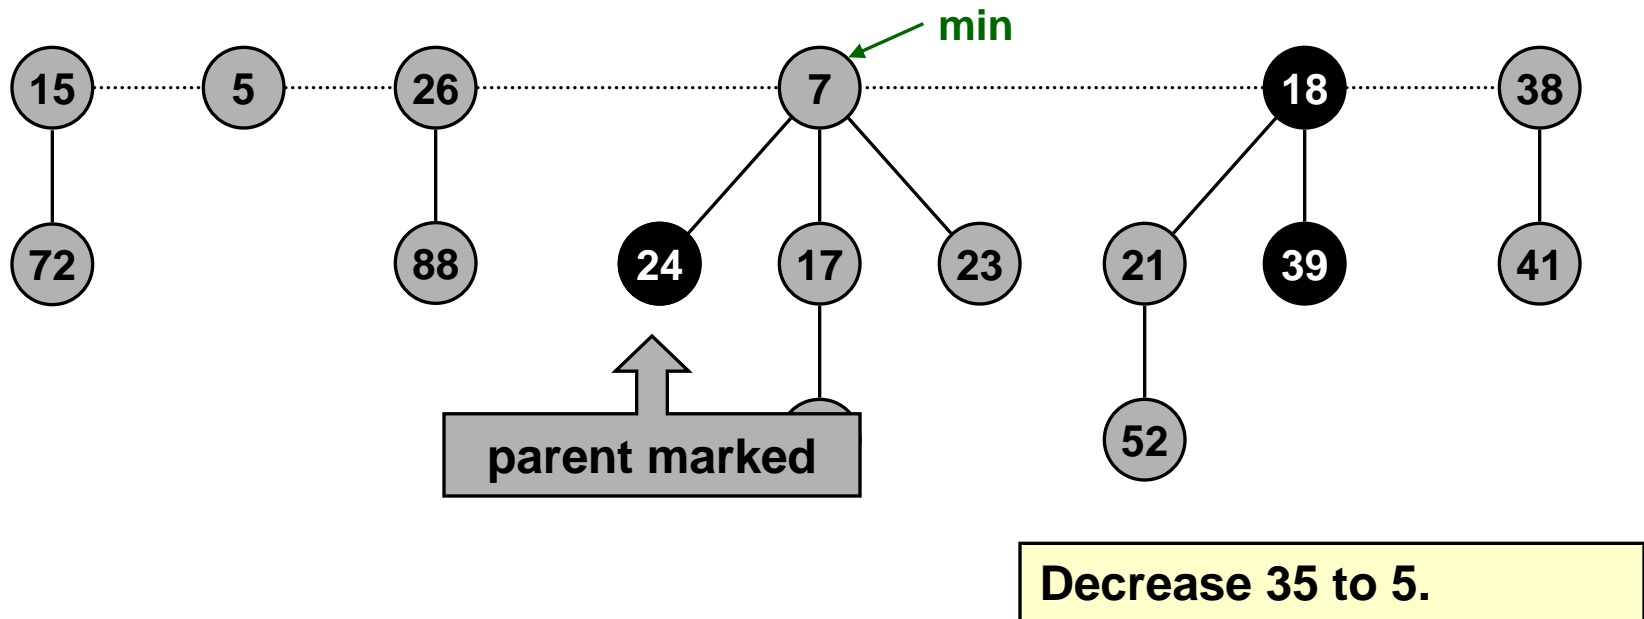 min
15 5 26 7 18 38
72 88 24 17 23 21 39 41
52
parent marked
Decrease 35 to 5.